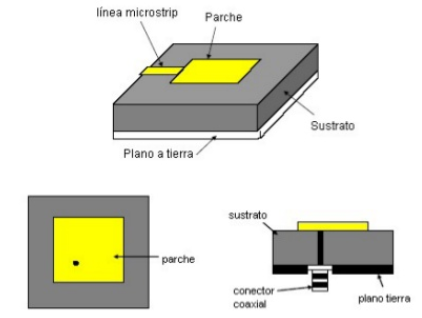 línea microstrip
Parche
Sustrato
Plano a tierra
parche
sustrato
conector
coaxial
plano tierra